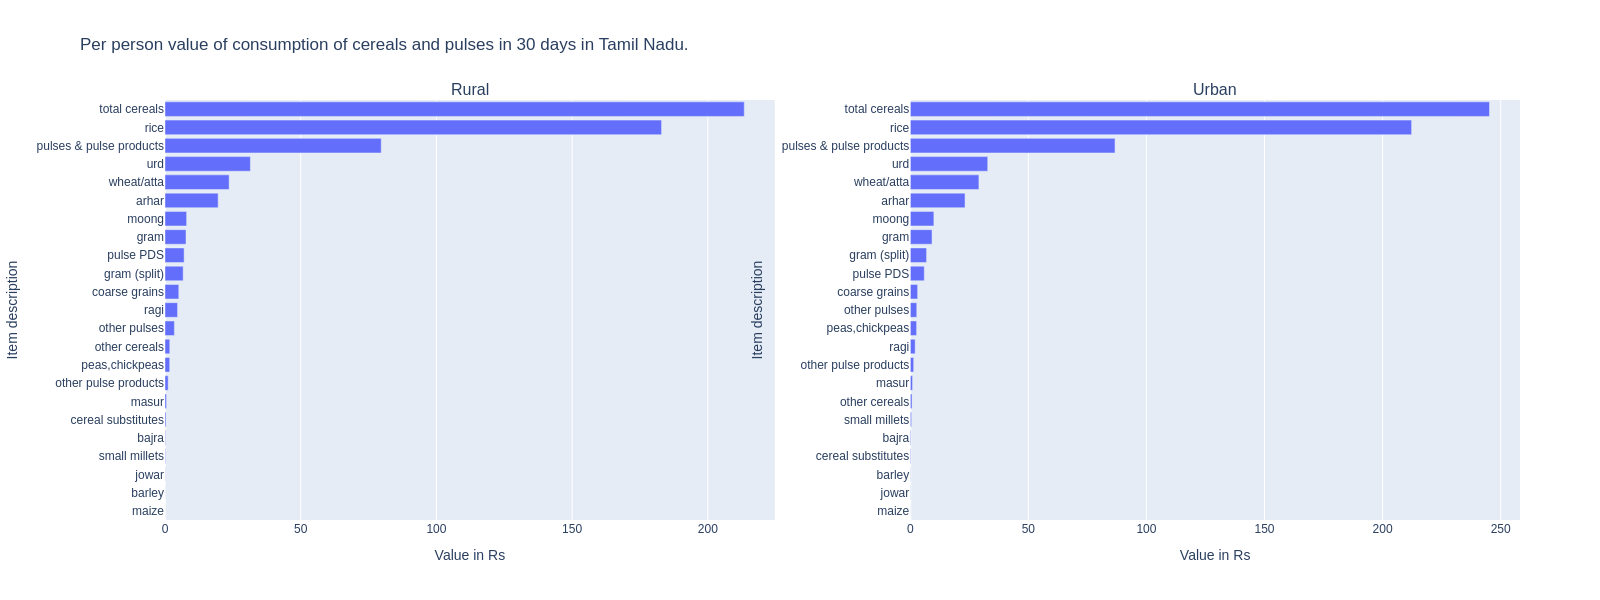 Per person value of consumption of cereals and pulses in 30 days in Tamil Nadu.
Rural
total cereals
rice
pulses & pulse products
urd
wheat/atta
arhar
moong
gram
pulse PDS
gram (split)
coarse grains
ragi
other pulses
other cereals
peas,chickpeas
other pulse products
masur
cereal substitutes
bajra
small millets
jowar
barley
maize
0 50 100 150 200
Value in Rs
Item description
Urban
total cereals
rice
pulses & pulse products
urd
wheat/atta
arhar
moong
gram
gram (split)
pulse PDS
coarse grains
other pulses
peas,chickpeas
ragi
other pulse products
masur
other cereals
small millets
bajra
cereal substitutes
barley
jowar
maize
0 50 100 150 200 250
Value in Rs
Item description